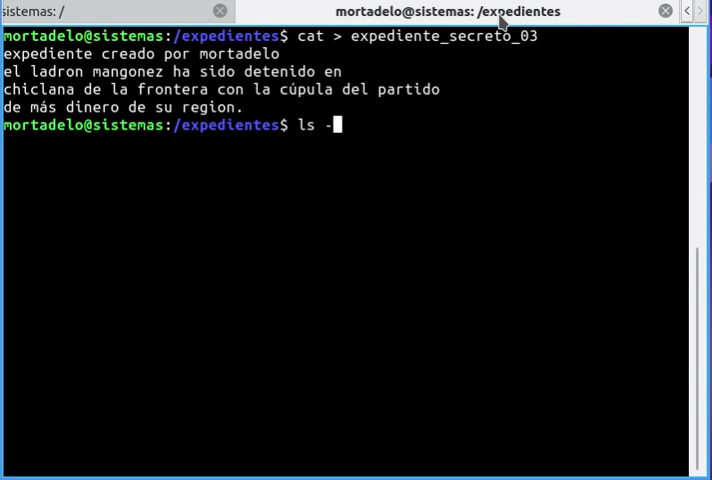 sistemas: /
mortadelo@sistemas: /expedientes
mortadelo@sistemas:/expedientes$ cat > expediente_secreto_03
expediente creado por mortadelo
el ladron mangonez ha sido detenido en
chiclana de la frontera con la cúpula del partido
de más dinero de su region.
mortadelo@sistemas:/expedientes$ ls -